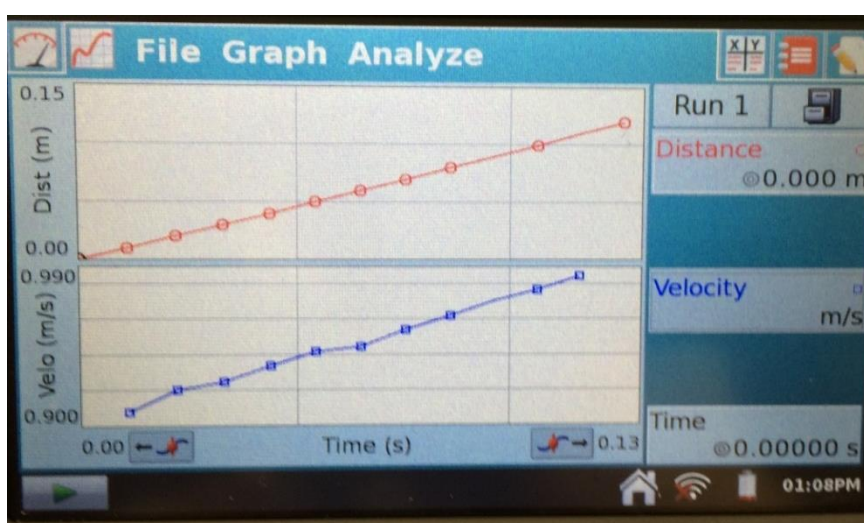 File Graph Analyze
X Y
0.15
Dist (m)
0.00
Run 1
Distance
0.000 m
0.990
Velo (m/s)
0.900
Velocity
m/s
0.00
Time (s)
0.13
Time
0.00000 s
01:08PM